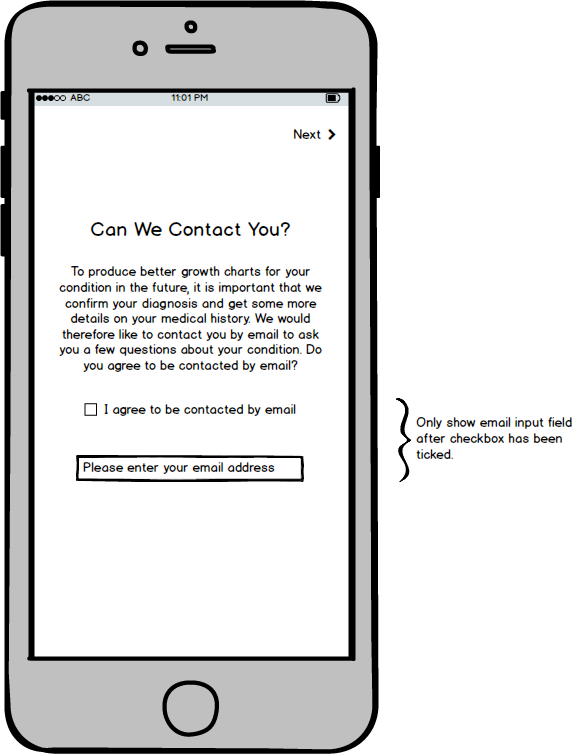 ABC 11:01 PM
Next
Can We Contact You?
To produce better growth charts for your
condition in the future, it is important that we
confirm your diagnosis and get some more
details on your medical history. We would
therefore like to contact you by email to ask
you a few questions about your condition. Do
you agree to be contacted by email?
I agree to be contacted by email
Please enter your email address
Only show email input field
after checkbox has been
ticked.